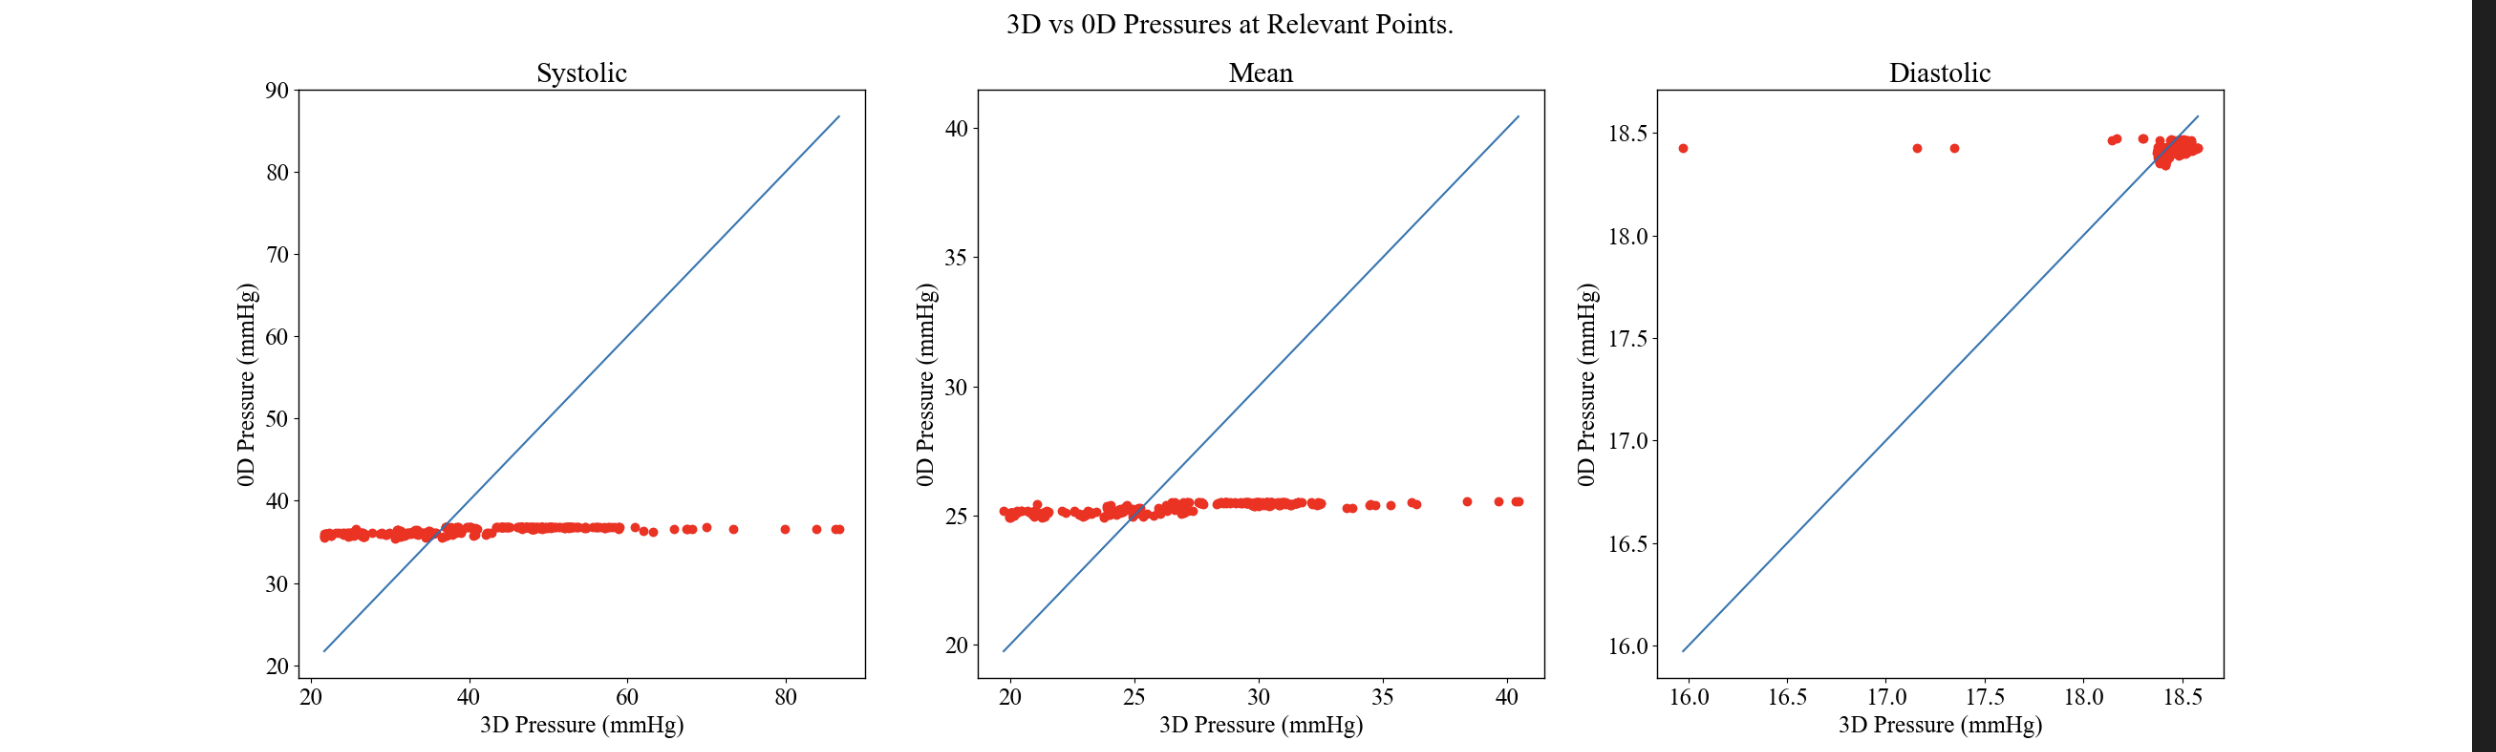 3D vs 0D Pressures at Relevant Points.
Systolic
90
80
70
60
50
40
30
20
0D Pressure (mmHg)
20 40 60 80
3D Pressure (mmHg)
Mean
40
35
30
25
20
0D Pressure (mmHg)
20 25 30 35 40
3D Pressure (mmHg)
Diastolic
18.5
18.0
17.5
17.0
16.5
16.0
0D Pressure (mmHg)
16.0 16.5 17.0 17.5 18.0 18.5
3D Pressure (mmHg)